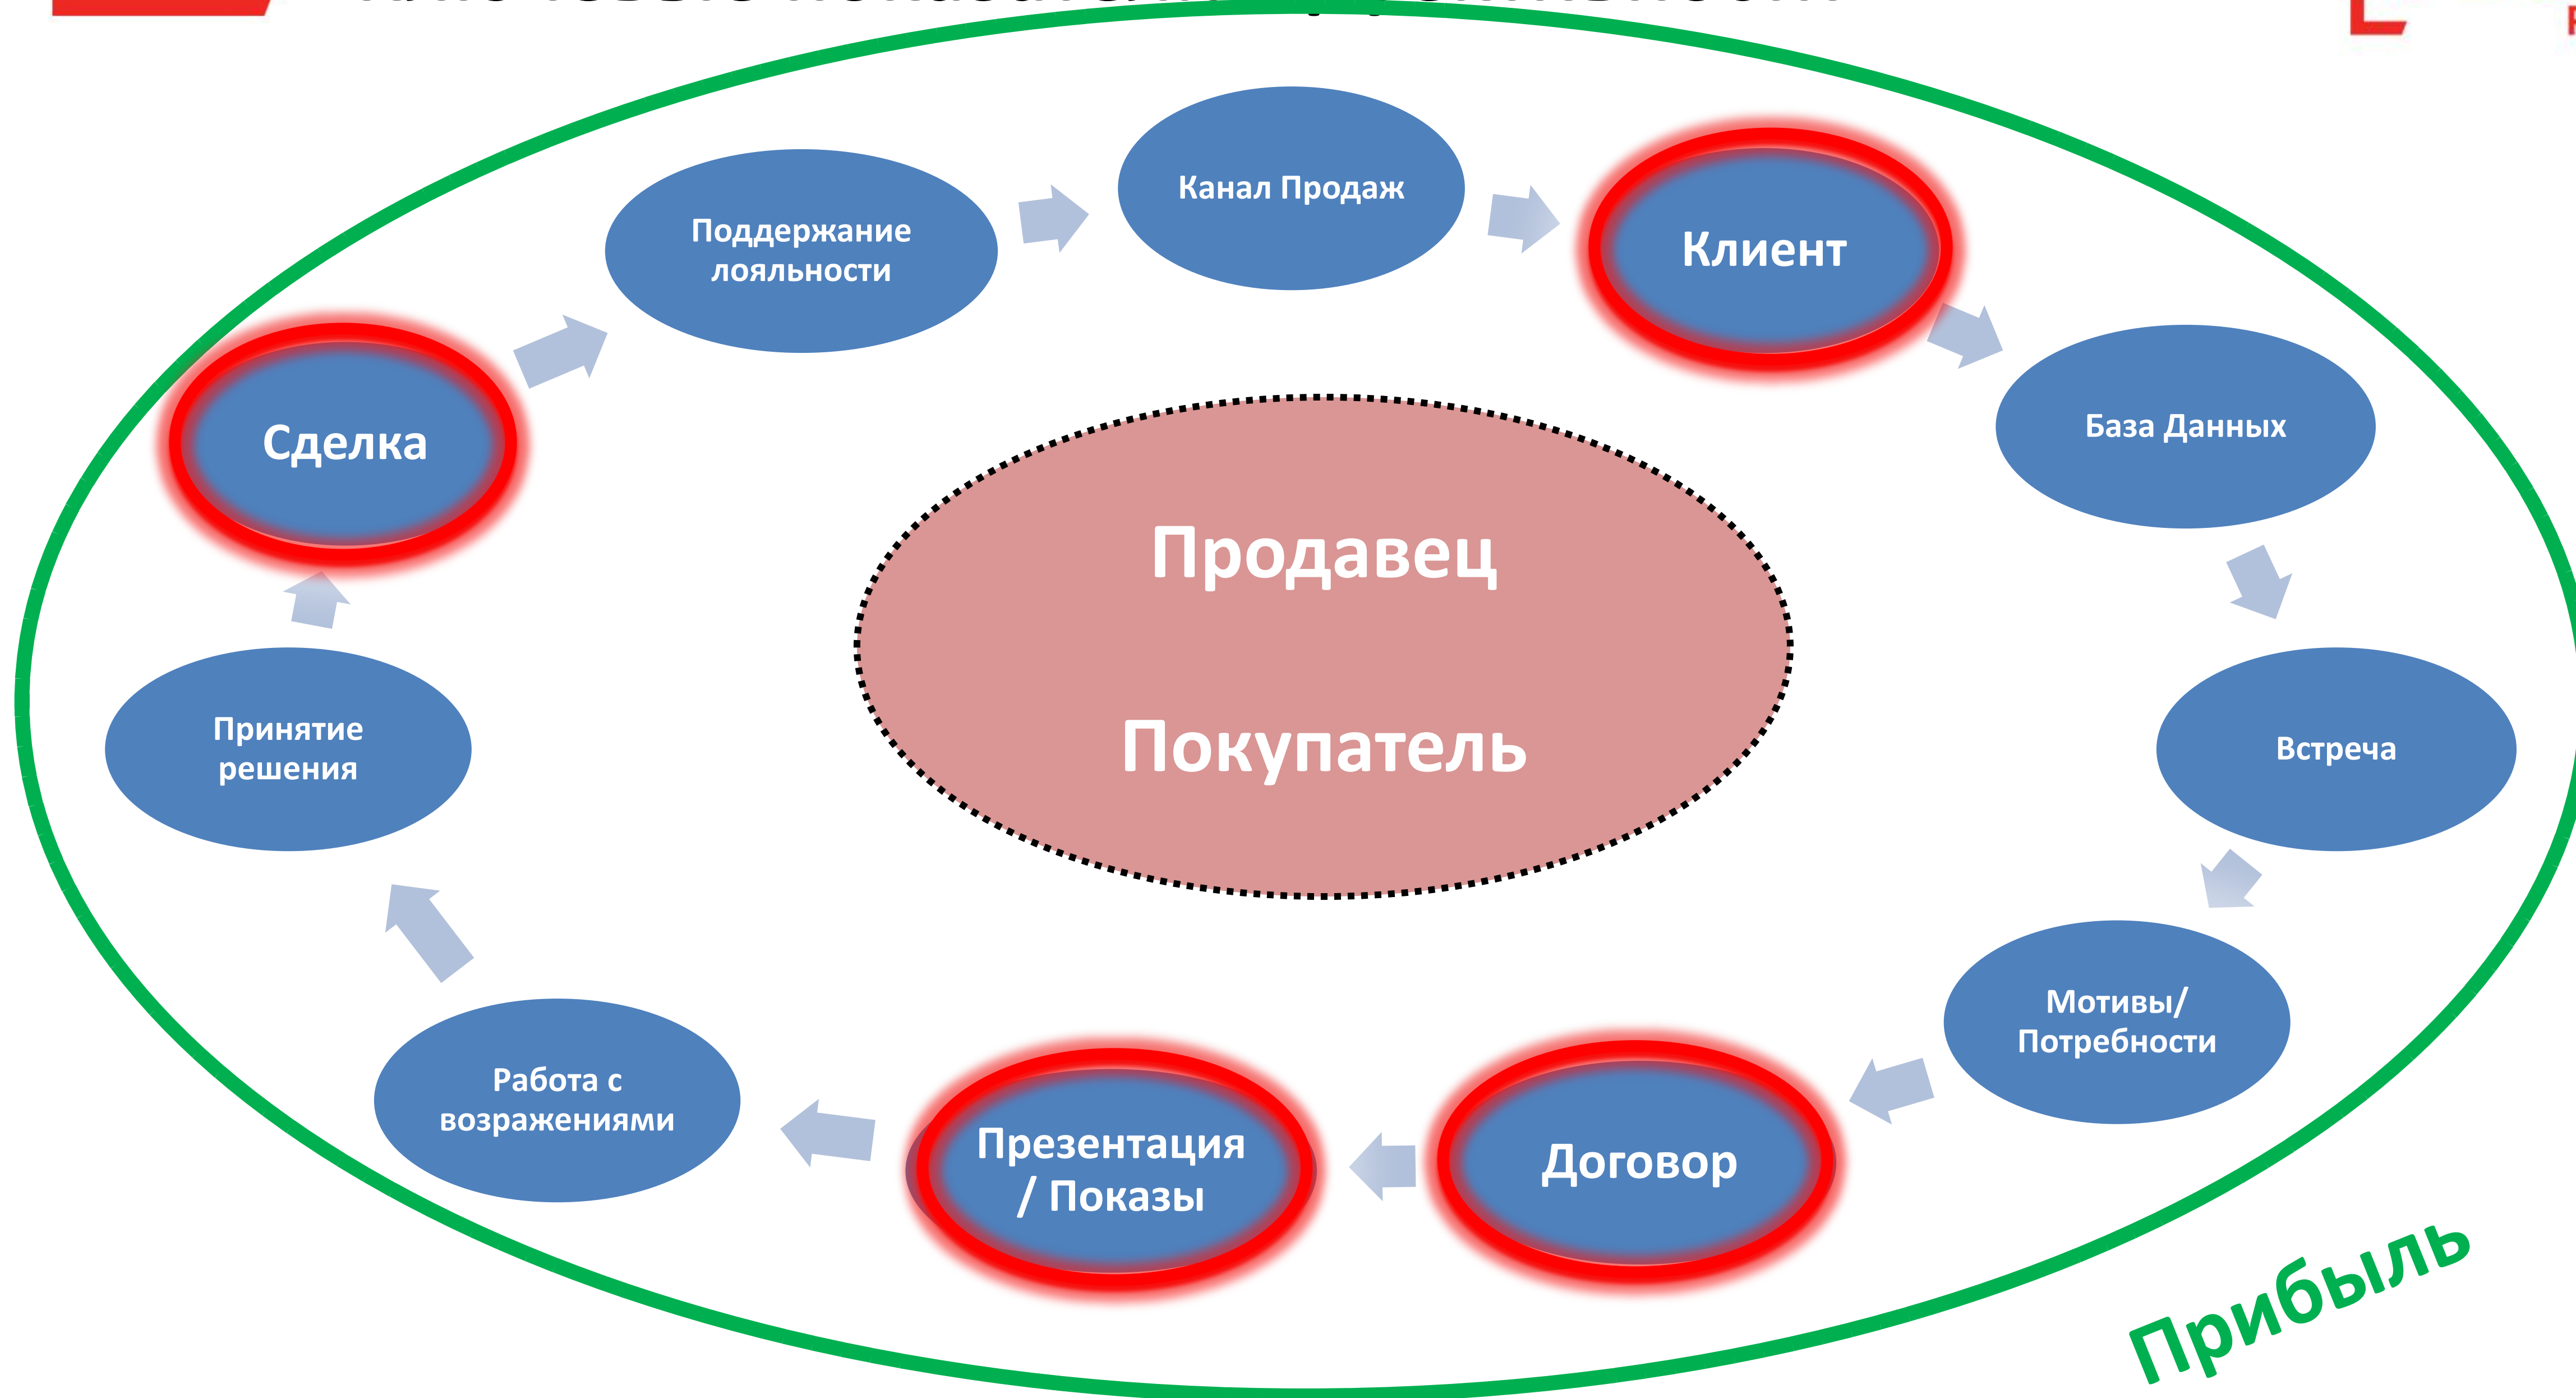 Канал Продаж
Клиент
База Данных
Встреча
Мотивы/
Потребности
Договор
Презентация
/ Показы
Работа с
возражениями
Принятие
решения
Сделка
Поддержание
лояльности
Продавец
Покупатель
Прибыль